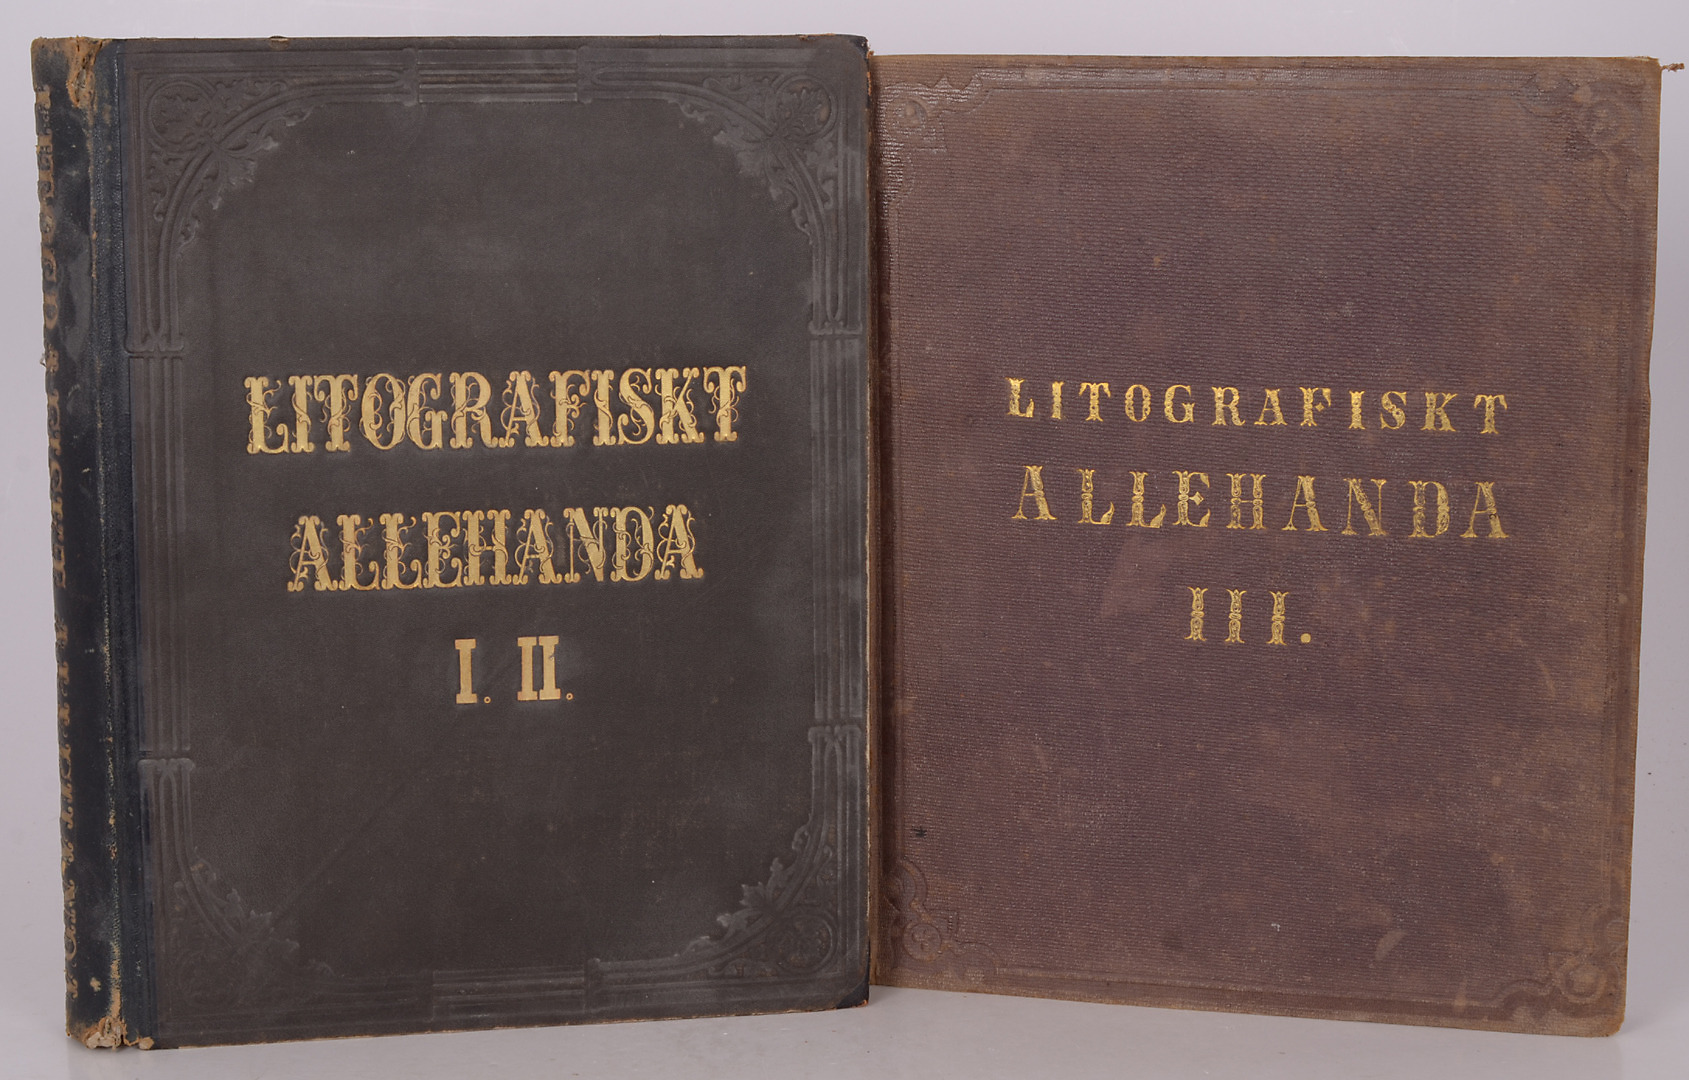 LITOGRAFISKT
ALLEHANDA
I. II.
LITOGRAFISKT
ALLEHANDA
III.